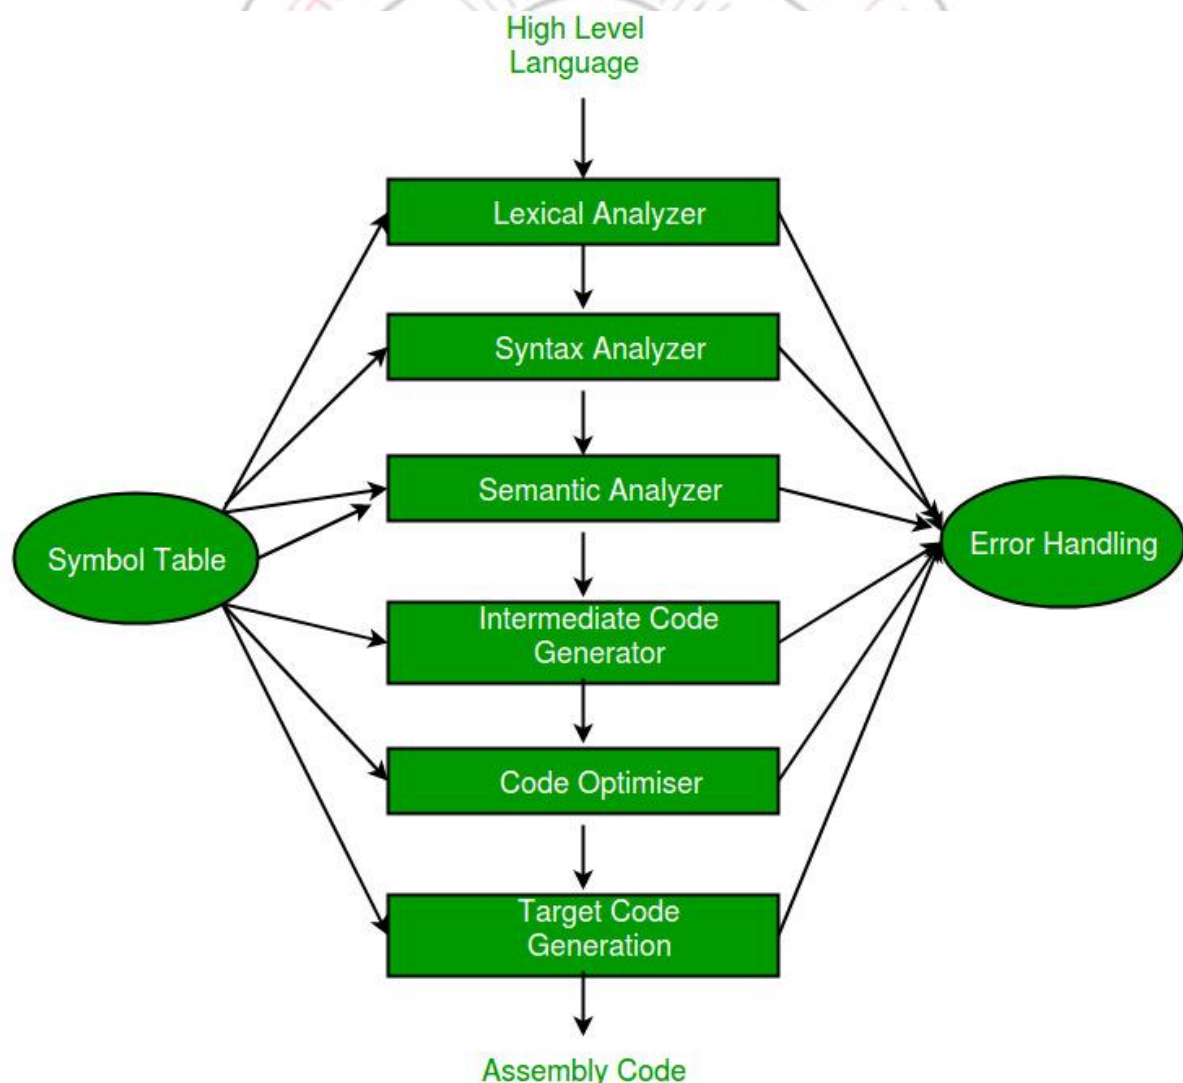 High Level
Language
Lexical Analyzer
Syntax Analyzer
Semantic Analyzer
Symbol Table
Error Handling
Intermediate Code
Generator
Code Optimiser
Target Code
Generation
Assembly Code